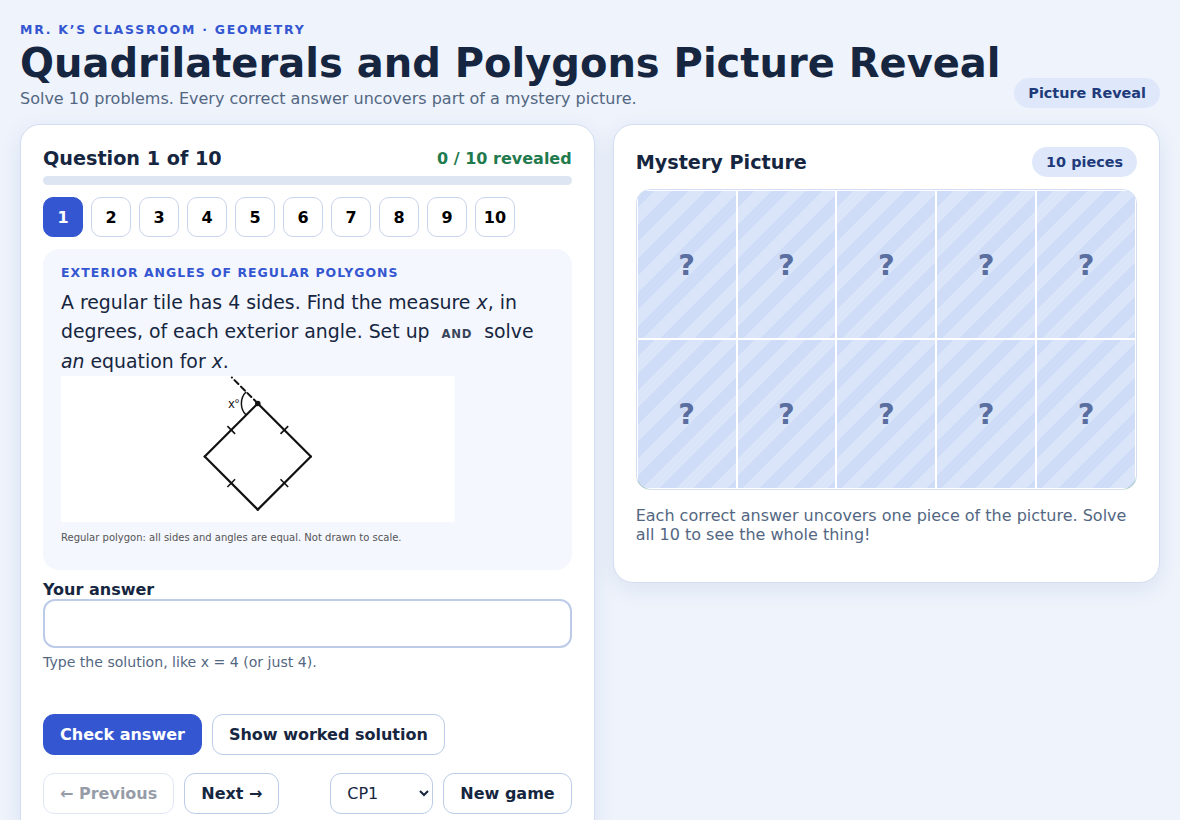 MR. K’S CLASSROOM · GEOMETRY
Quadrilaterals and Polygons Picture Reveal
Solve 10 problems. Every correct answer uncovers part of a mystery picture.
Picture Reveal
Question 1 of 10
0 / 10 revealed
1 2 3 4 5 6 7 8 9 10
EXTERIOR ANGLES OF REGULAR POLYGONS
A regular tile has 4 sides. Find the measure x, in
degrees, of each exterior angle. Set up AND solve
an equation for x.
x°
Regular polygon: all sides and angles are equal. Not drawn to scale.
Your answer
Type the solution, like x = 4 (or just 4).
Check answer
Show worked solution
← Previous
Next →
CP1
New game
Mystery Picture
10 pieces
? ? ? ? ?
? ? ? ? ?
Each correct answer uncovers one piece of the picture. Solve
all 10 to see the whole thing!